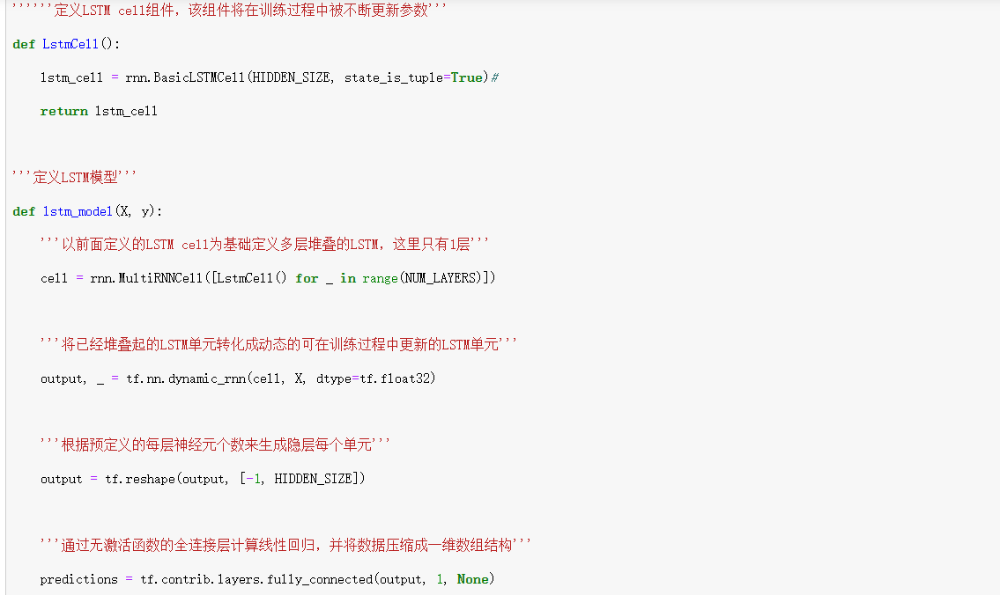 ''''''定义LSTM cell组件，该组件将在训练过程中被不断更新参数'''
def LstmCell():
    lstm_cell = rnn.BasicLSTMCell(HIDDEN_SIZE, state_is_tuple=True)#
    return lstm_cell
'''定义LSTM模型'''
def lstm_model(X, y):
    '''以前面定义的LSTM cell为基础定义多层堆叠的LSTM，这里只有1层'''
    cell = rnn.MultiRNNCell([LstmCell() for _ in range(NUM_LAYERS)])
    '''将已经堆叠起的LSTM单元转化成动态的可在训练过程中更新的LSTM单元'''
    output, _ = tf.nn.dynamic_rnn(cell, X, dtype=tf.float32)
    '''根据预定义的每层神经元个数来生成隐层每个单元'''
    output = tf.reshape(output, [-1, HIDDEN_SIZE])
    '''通过无激活函数的全连接层计算线性回归，并将数据压缩成一维数组结构'''
    predictions = tf.contrib.layers.fully_connected(output, 1, None)